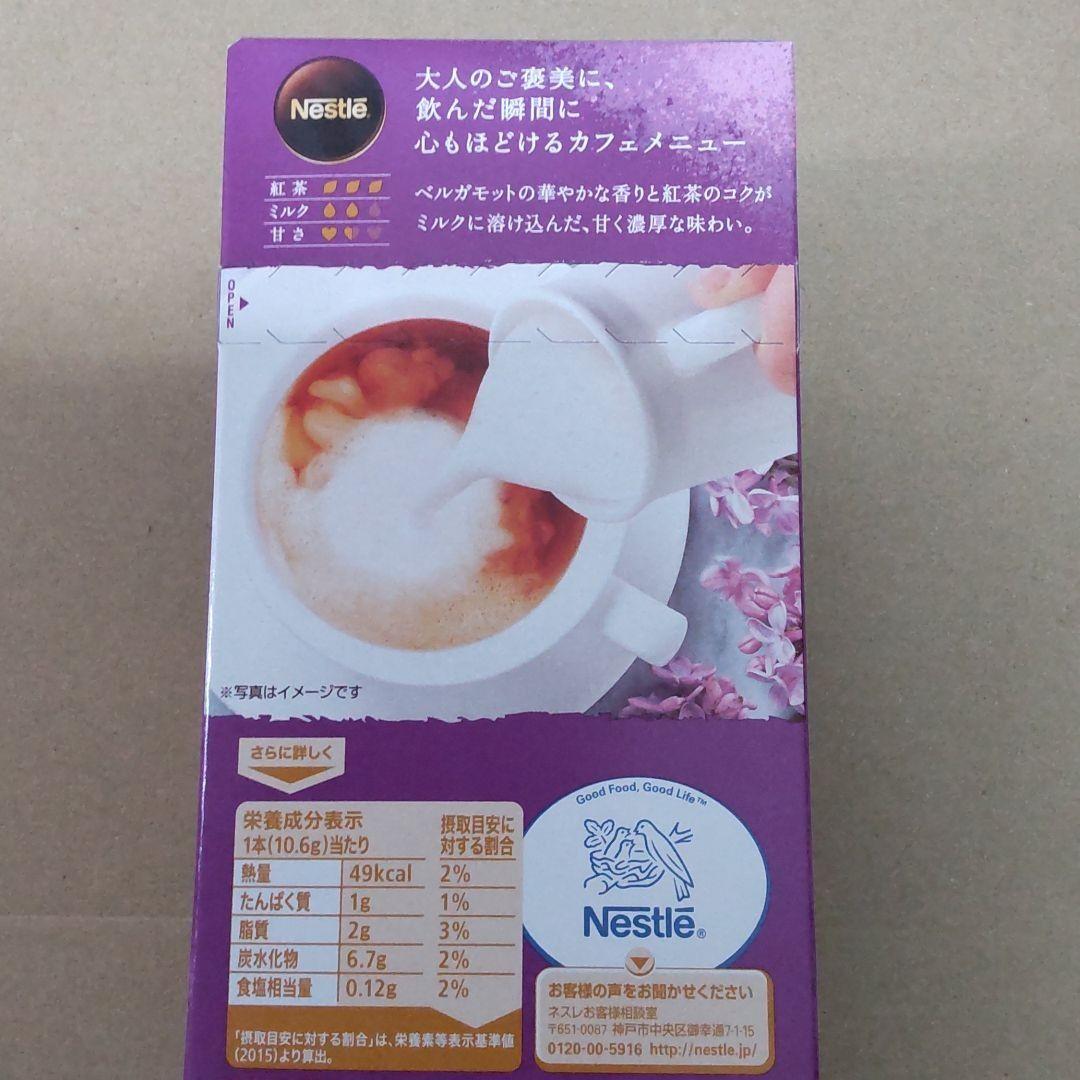 Nestlē®
大人のご褒美に、
飲んだ瞬間に
心もほどけるカフェメニュー
紅茶
ミルク
甘さ
ベルガモットの華やかな香りと紅茶のコクが
ミルクに溶け込んだ、甘く濃厚な味わい。
OPEN
※写真はイメージです
さらに詳しく
栄養成分表示
1本(10.6g)当たり
摂取目安に
対する割合
熱量 49kcal 2%
たんぱく質 1g 1%
脂質 2g 3%
炭水化物 6.7g 2%
食塩相当量 0.12g 2%
「摂取目安に対する割合」は、栄養素等表示基準値
(2015)より算出。
Good Food, Good Life™
Nestlē®
お客様の声をお聞かせください
ネスレお客様相談室
〒651-0087 神戸市中央区御幸通7-1-15
0120-00-5916 http://nestle.jp/